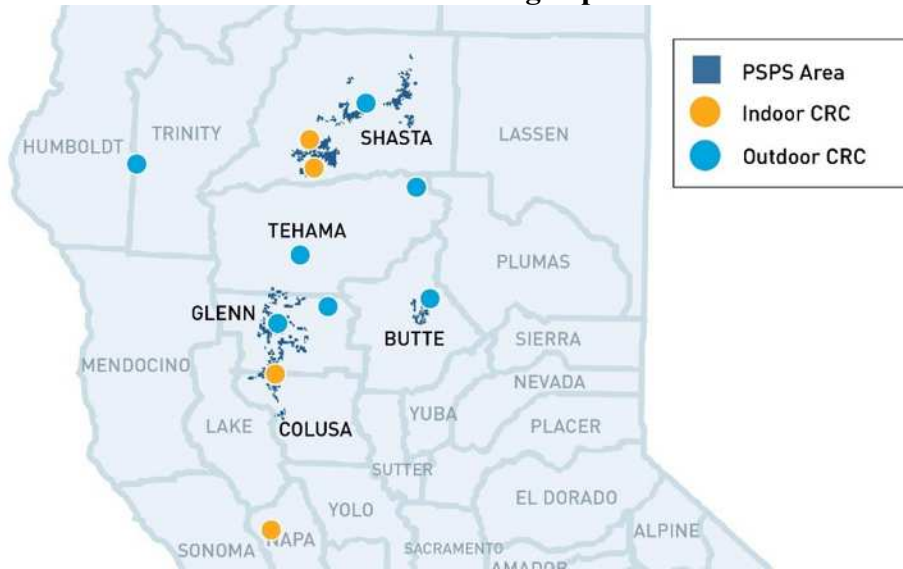 PSPS Area
Indoor CRC
Outdoor CRC
HUMBOLDT
TRINITY
SHASTA
LASSEN
TEHAMA
PLUMAS
GLENN
BUTTE
SIERRA
MENDOCINO
NEVADA
LAKE
COLUSA
YUBA
PLACER
SUTTER
EL DORADO
YOLO
ALPINE
SONOMA
NAPA
SACRAMENTO
AMADOR